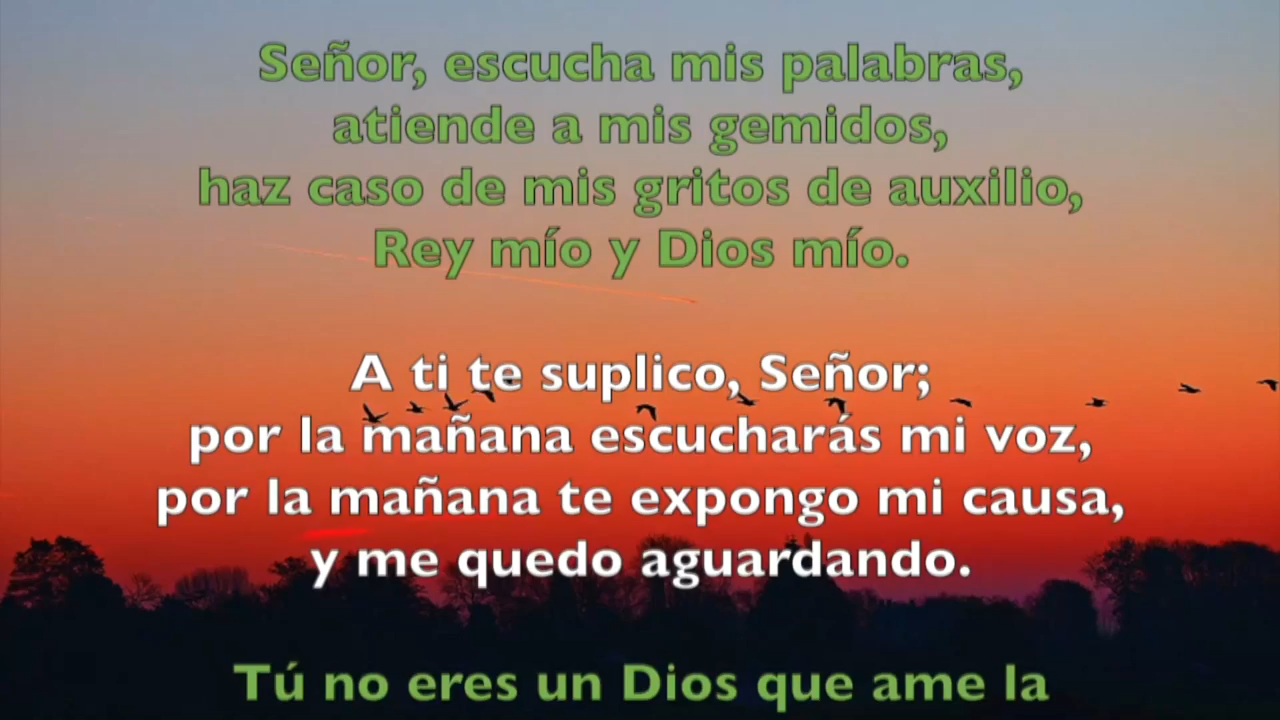 Señor, escucha mis palabras,
atiende a mis gemidos,
haz caso de mis gritos de auxilio,
Rey mío y Dios mío.
A ti te suplico, Señor;
por la mañana escucharás mi voz,
por la mañana te expongo mi causa,
y me quedo aguardando.
Tú no eres un Dios que ame la